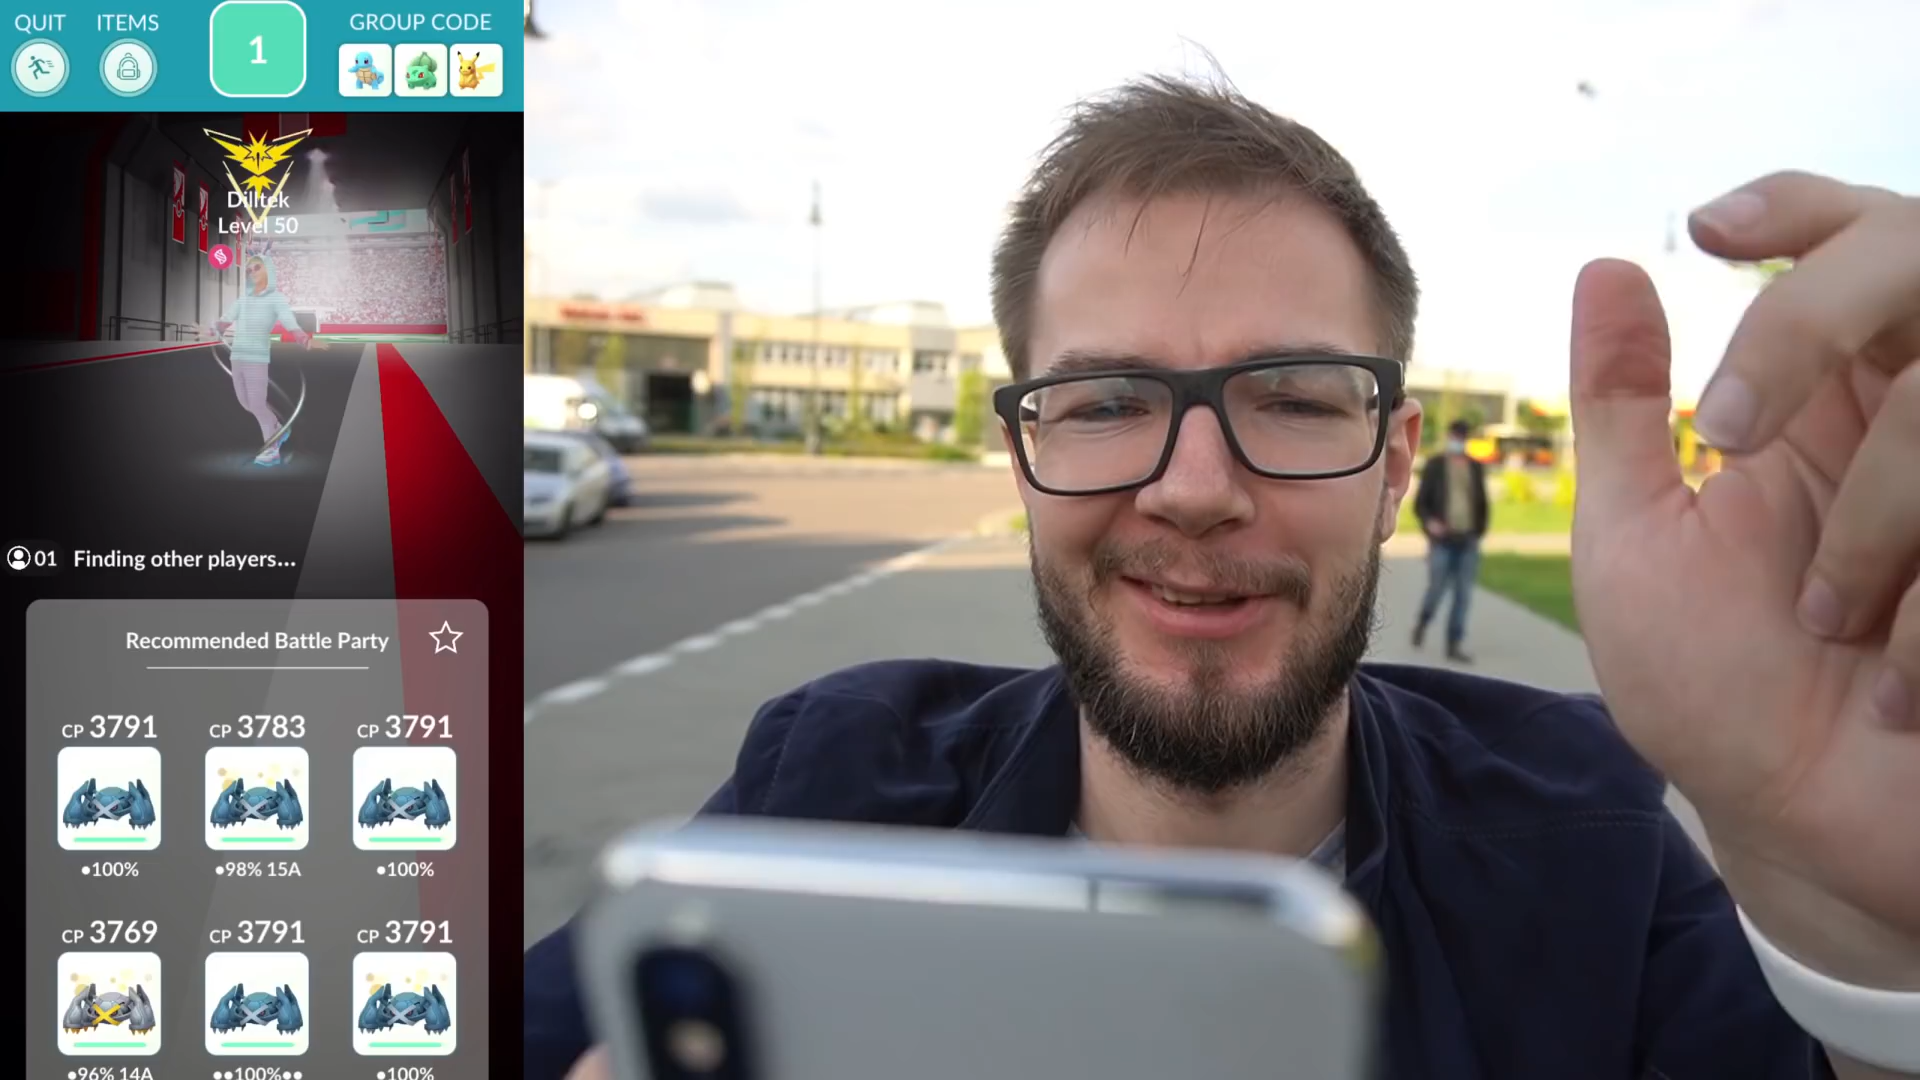 QUIT
ITEMS
1
GROUP CODE
Dilltek
Level 50
01 Finding other players...
Recommended Battle Party
CP 3791
CP 3783
CP 3791
●100%
●98% 15A
●100%
CP 3769
CP 3791
CP 3791
●96% 14A
●●100%●●
●100%